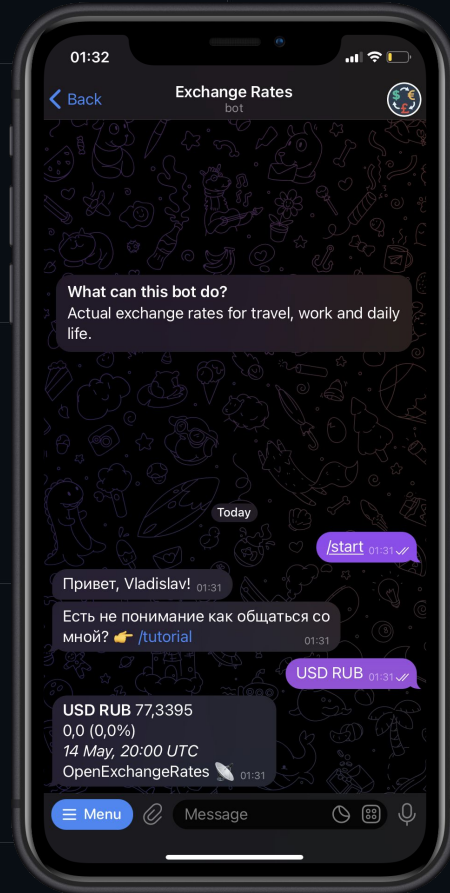 01:32
Back
Exchange Rates
bot
What can this bot do?
Actual exchange rates for travel, work and daily
life.
Today
/start 01:31
Привет, Vladislav! 01:31
Есть не понимание как общаться со
мной? 👉 /tutorial 01:31
USD RUB 01:31
USD RUB 77,3395
0,0 (0,0%)
14 May, 20:00 UTC
OpenExchangeRates 📡 01:31
Menu
Message